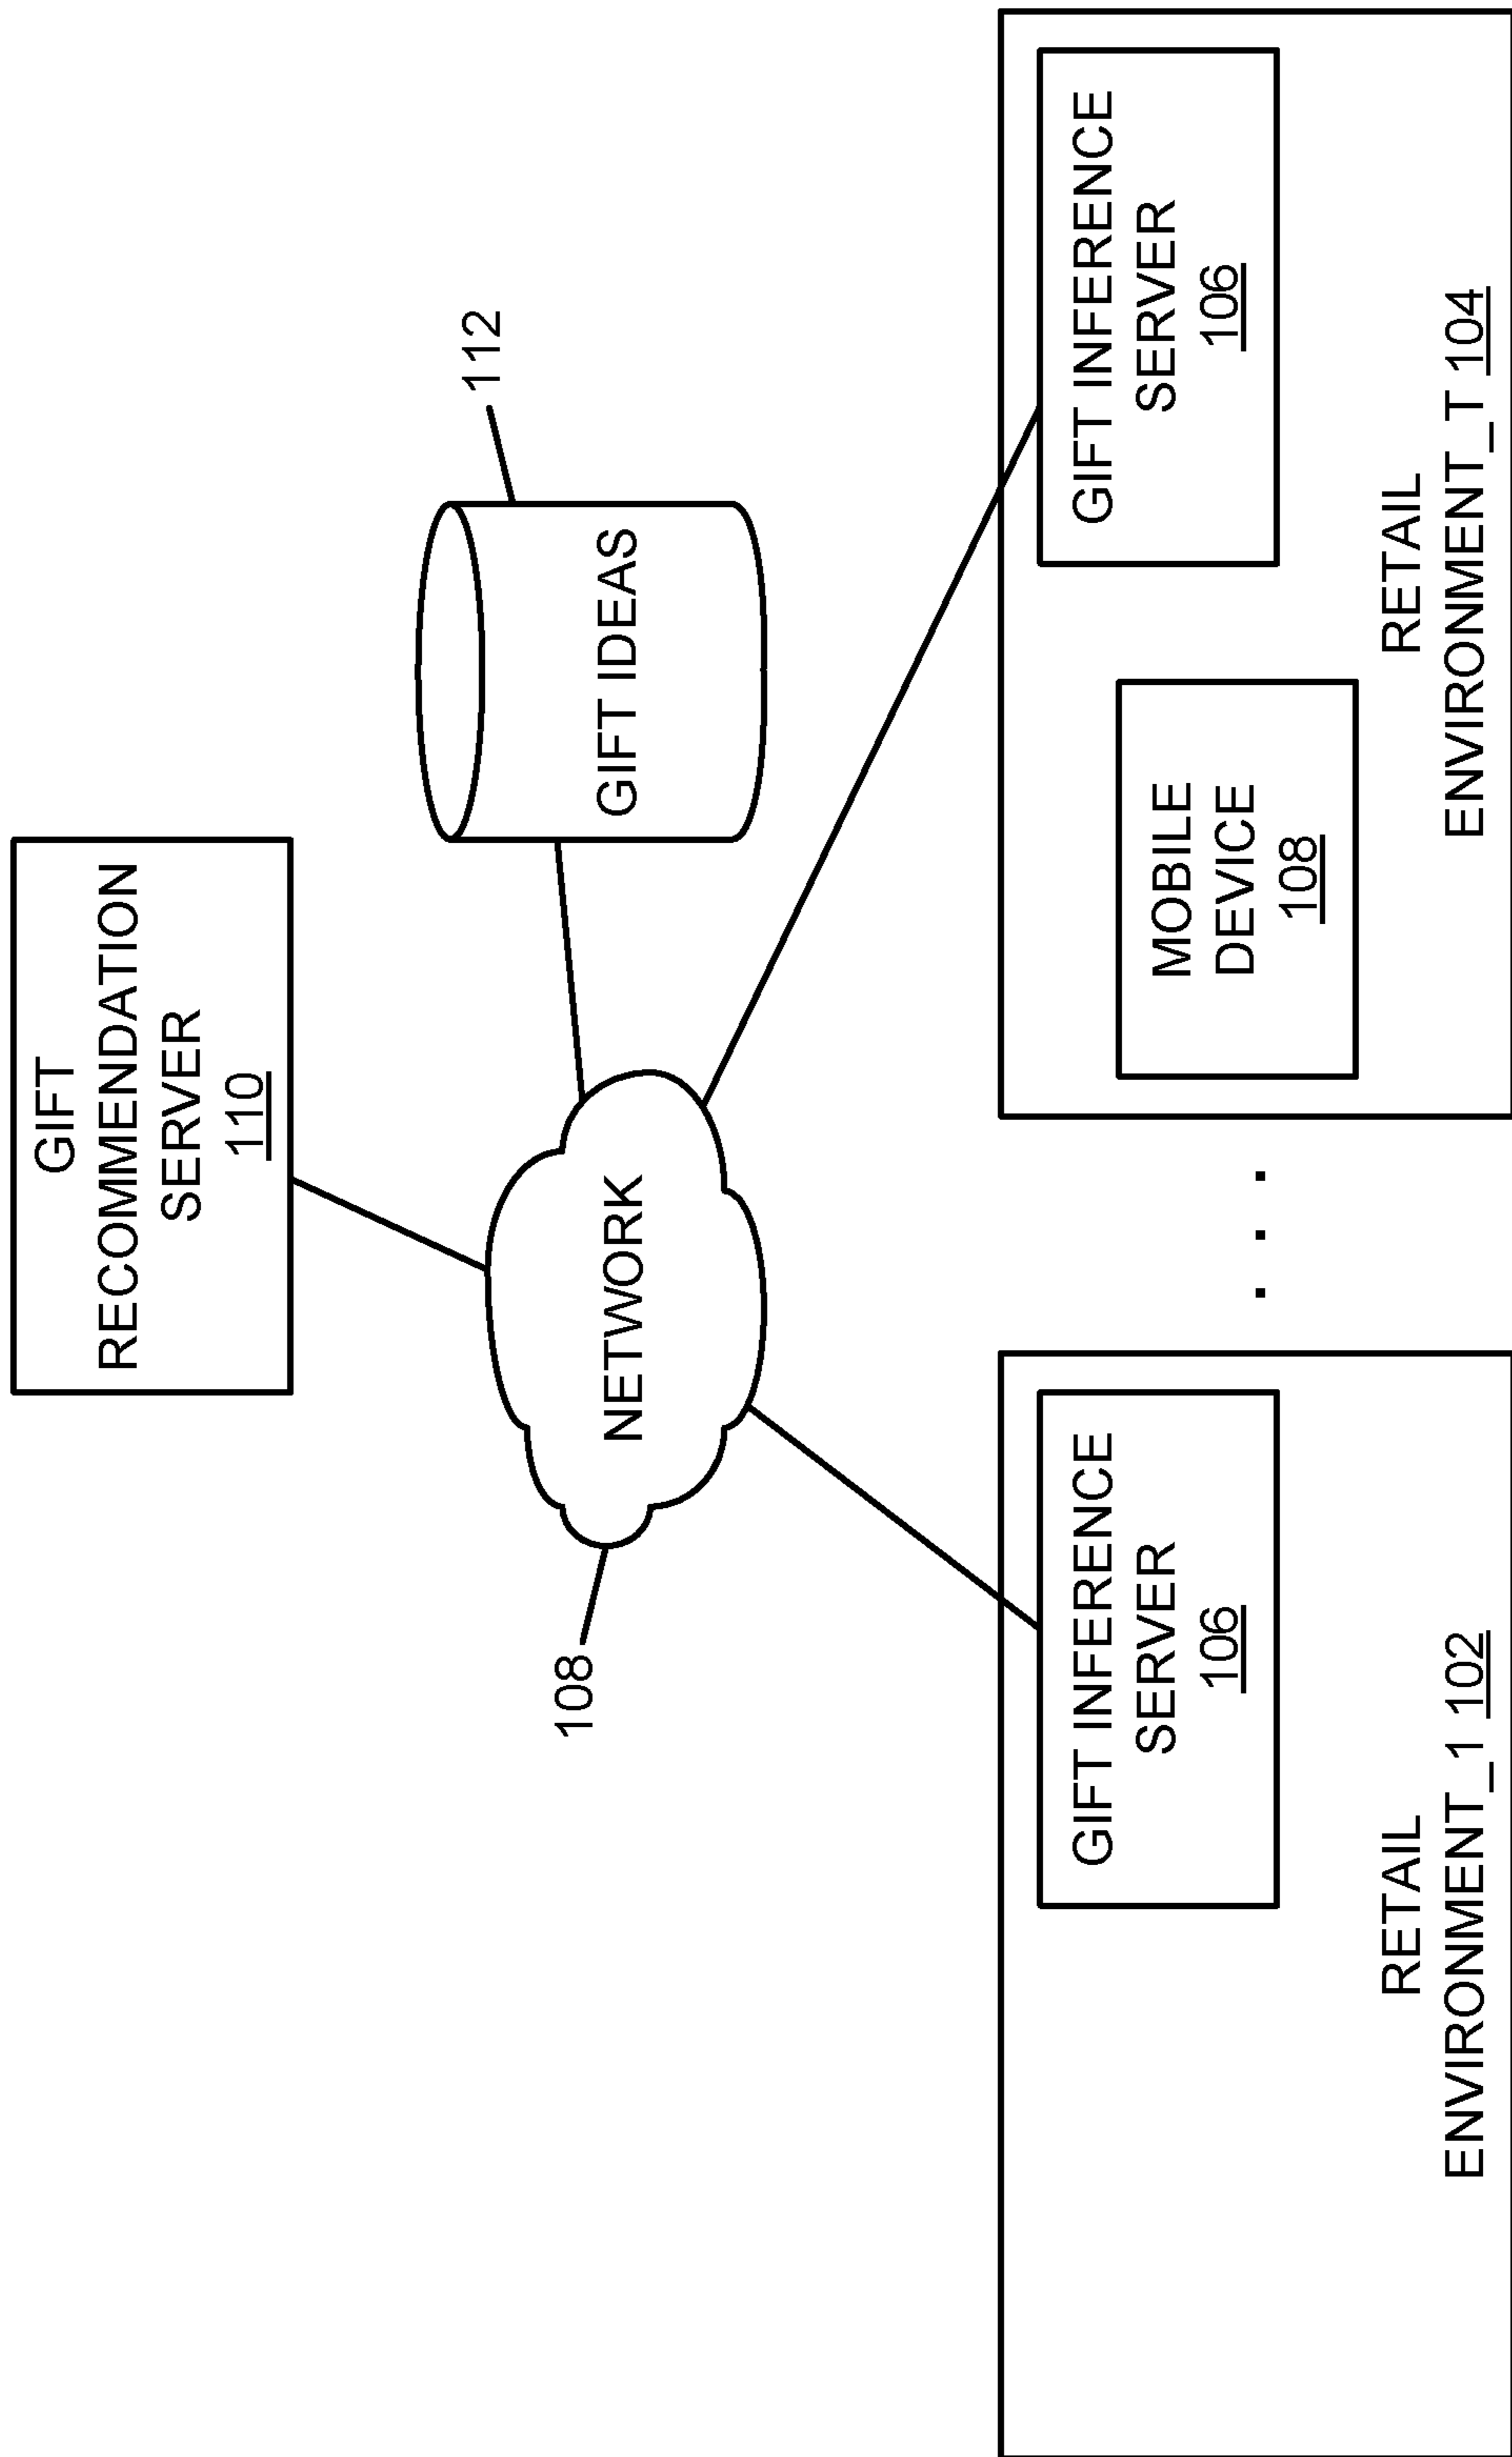 GIFT
RECOMMENDATION
SERVER
110
112
GIFT IDEAS
NETWORK
108
GIFT INFERENCE
SERVER
106
RETAIL
ENVIRONMENT_1 102
. . .
MOBILE
DEVICE
108
GIFT INFERENCE
SERVER
106
RETAIL
ENVIRONMENT_T 104